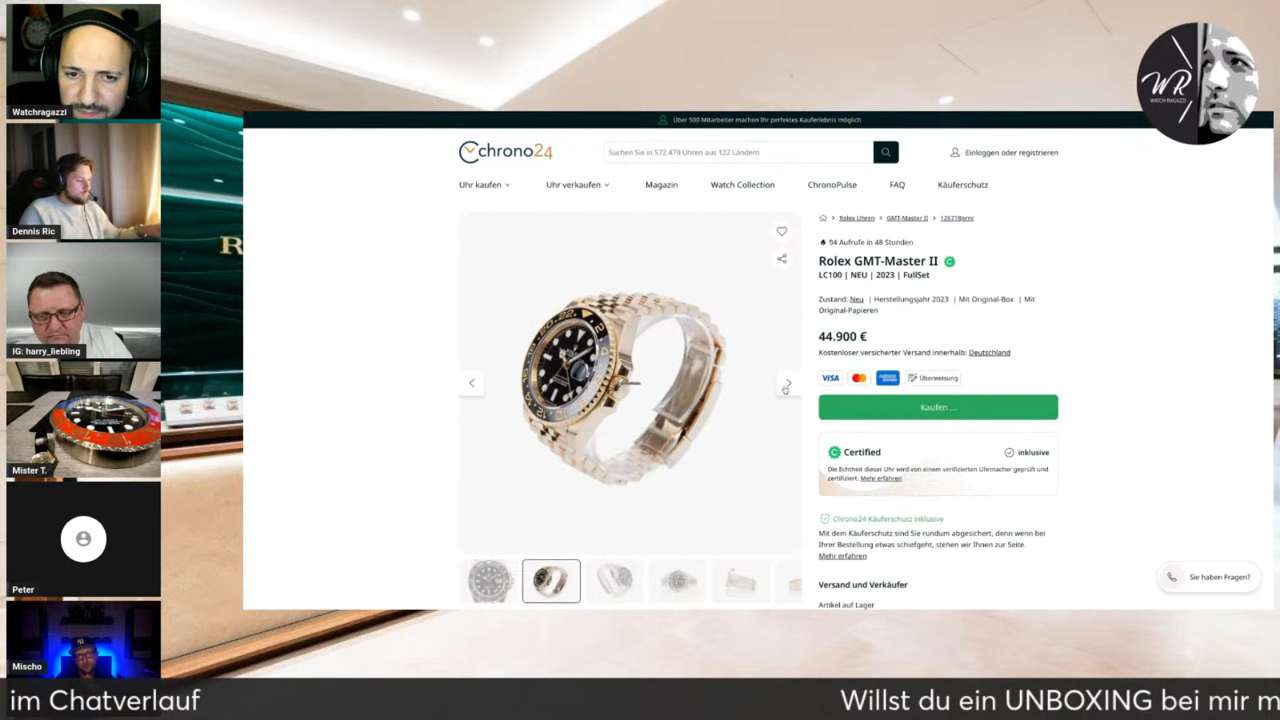 Watchragazzi
Dennis Ric
IG: harry_liebling
Mister T.
Peter
Mischo
WR
WATCH RAGAZZI
R
Über 500 Mitarbeiter machen Ihr perfektes Kauferlebnis möglich
chrono24
Suchen Sie in 572.479 Uhren aus 122 Ländern
Einloggen oder registrieren
Uhr kaufen
Uhr verkaufen
Magazin
Watch Collection
ChronoPulse
FAQ
Käuferschutz
Rolex Uhren > GMT-Master II > 126718grnr
94 Aufrufe in 48 Stunden
Rolex GMT-Master II
LC100 | NEU | 2023 | FullSet
Zustand: Neu | Herstellungsjahr 2023 | Mit Original-Box | Mit
Original-Papieren
44.900 €
Kostenloser versicherter Versand innerhalb: Deutschland
VISA
Überweisung
Kaufen ...
Certified
inklusive
Die Echtheit dieser Uhr wird von einem verifizierten Uhrmacher geprüft und
zertifiziert. Mehr erfahren
Chrono24 Käuferschutz inklusive
Mit dem Käuferschutz sind Sie rundum abgesichert, denn wenn bei
Ihrer Bestellung etwas schiefgeht, stehen wir Ihnen zur Seite.
Mehr erfahren
Versand und Verkäufer
Artikel auf Lager
Sie haben Fragen?
im Chatverlauf
Willst du ein UNBOXING bei mir m